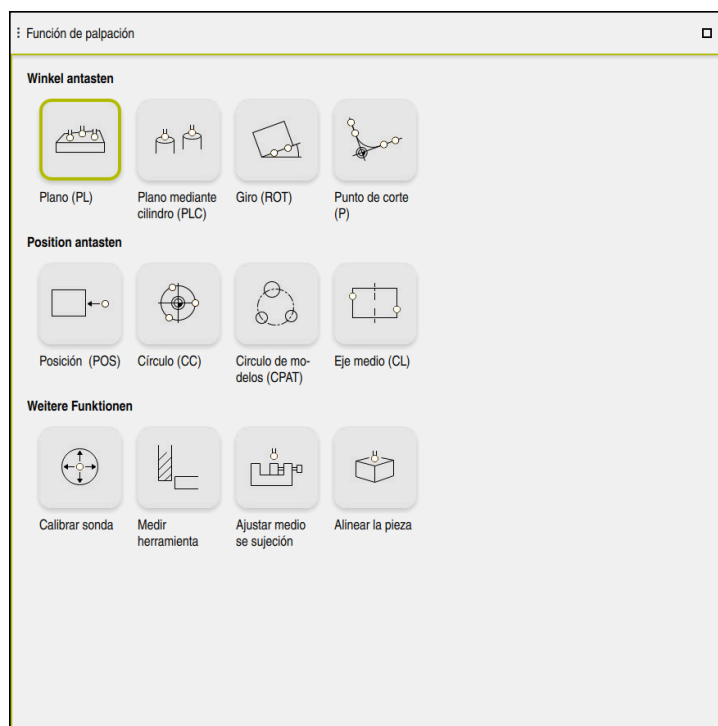 Función de palpación
Winkel antasten
Plano (PL)
Plano mediante
cilindro (PLC)
Giro (ROT)
Punto de corte
(P)
Position antasten
Posición (POS)
Círculo (CC)
Circulo de mo-
delos (CPAT)
Eje medio (CL)
Weitere Funktionen
Calibrar sonda
Medir
herramienta
Ajustar medio
se sujeción
Alinear la pieza